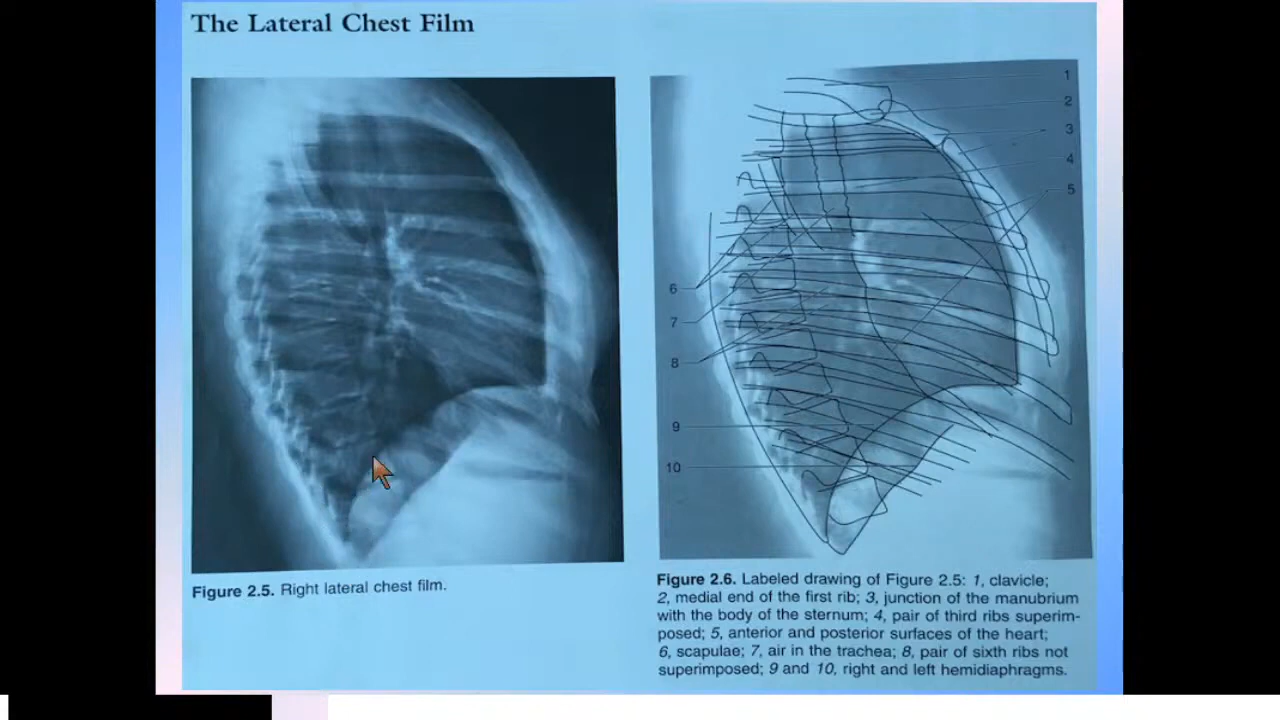 The Lateral Chest Film
1
2
3
4
5
6
7
8
9
10
Figure 2.5. Right lateral chest film.
Figure 2.6. Labeled drawing of Figure 2.5: 1, clavicle;
2, medial end of the first rib; 3, junction of the manubrium
with the body of the sternum; 4, pair of third ribs superim-
posed; 5, anterior and posterior surfaces of the heart;
6, scapulae; 7, air in the trachea; 8, pair of sixth ribs not
superimposed; 9 and 10, right and left hemidiaphragms.